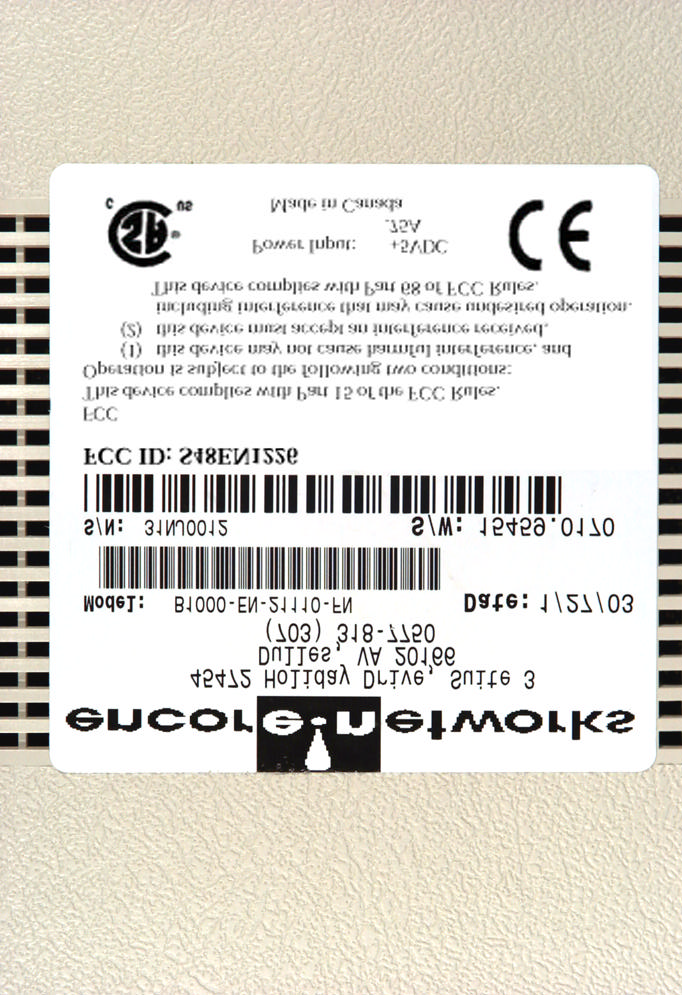 encore networks
45472 Holiday Drive, Suite 3
Dulles, VA 20166
(703) 318-7750
Model: B1000-EN-21110-FN Date: 1/27/03
S/N: 31NJ0012 S/W: 15459.0170
FCC ID: S48EN1226
FCC
This device complies with Part 15 of the FCC Rules.
Operation is subject to the following two conditions:
(1) this device may not cause harmful interference, and
(2) this device must accept an interference received,
including interference that may cause undesired operation.
This device complies with Part 68 of FCC Rules.
Power Input: +5VDC
.75A
Made in Canada
C US
CE